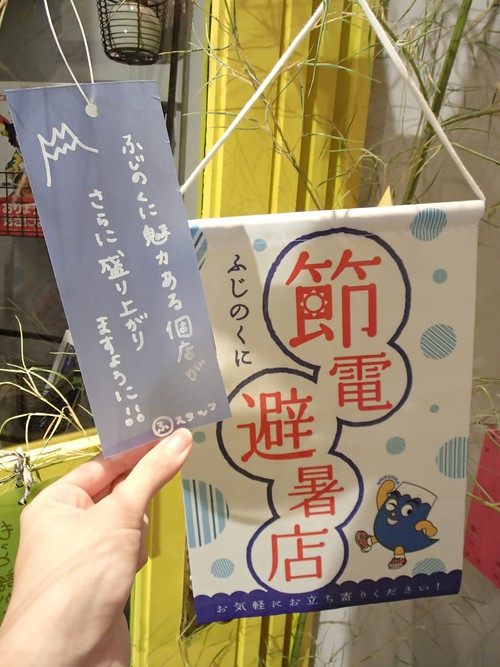 ふじのくに魅力ある個店が
さらに盛り上がり
ますように!!
ふスタッフ
ふじのくに
節電
避暑店
お気軽にお立ち寄りください!